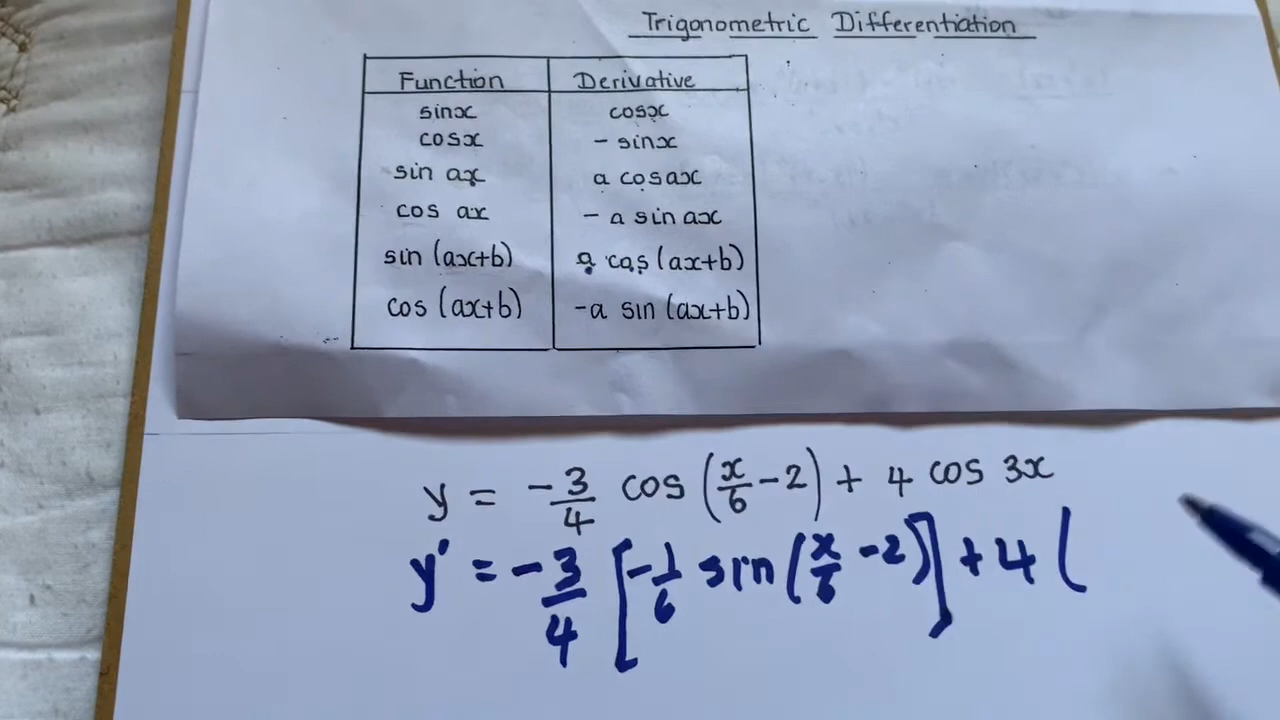 Trigonometric Differentiation
Function Derivative
sinx cosx
cosx - sinx
sin ax a cosax
cos ax - a sin ax
sin (ax+b) a cos (ax+b)
cos (ax+b) -a sin (ax+b)
y = -3/4 cos (x/6 - 2) + 4 cos 3x
y' = -3/4 [-1/6 sin (x/6 - 2)] + 4 (